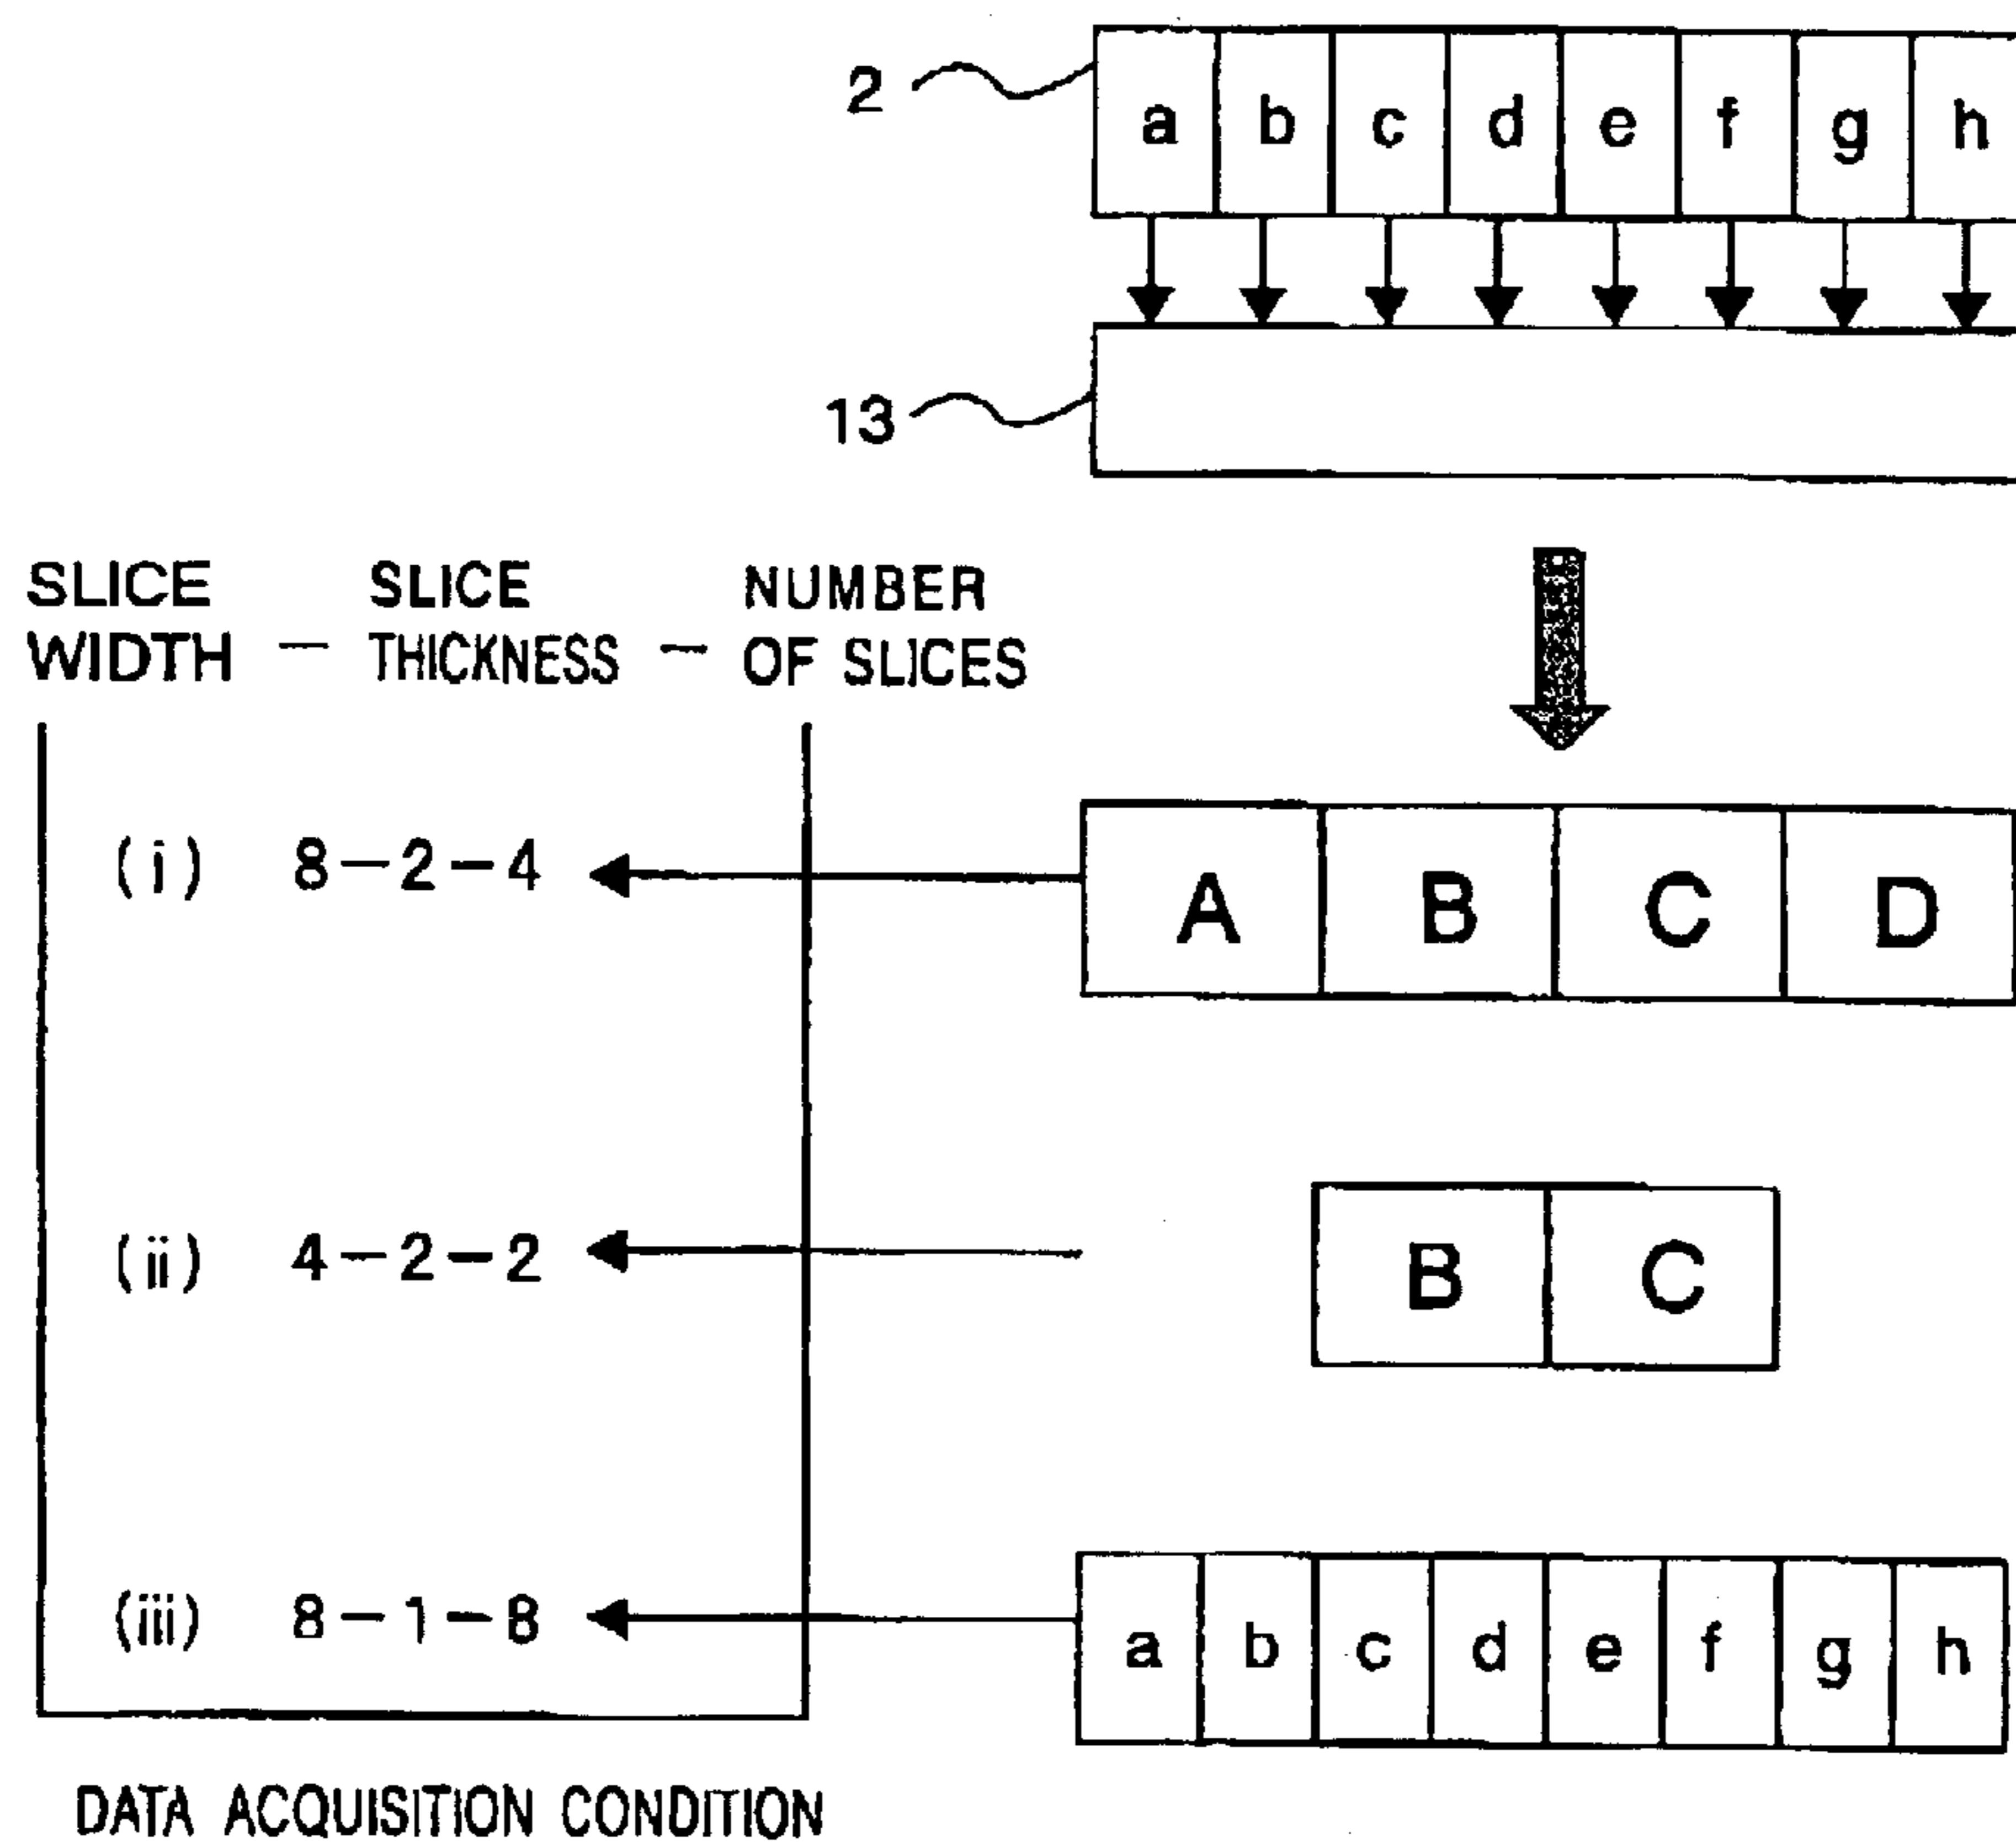 2
a b c d e f g h
13
SLICE WIDTH — SLICE THICKNESS ~ NUMBER OF SLICES
(i) 8—2—4
A B C D
(ii) 4—2—2
B C
(iii) 8—1—8
a b c d e f g h
DATA ACQUISITION CONDITION